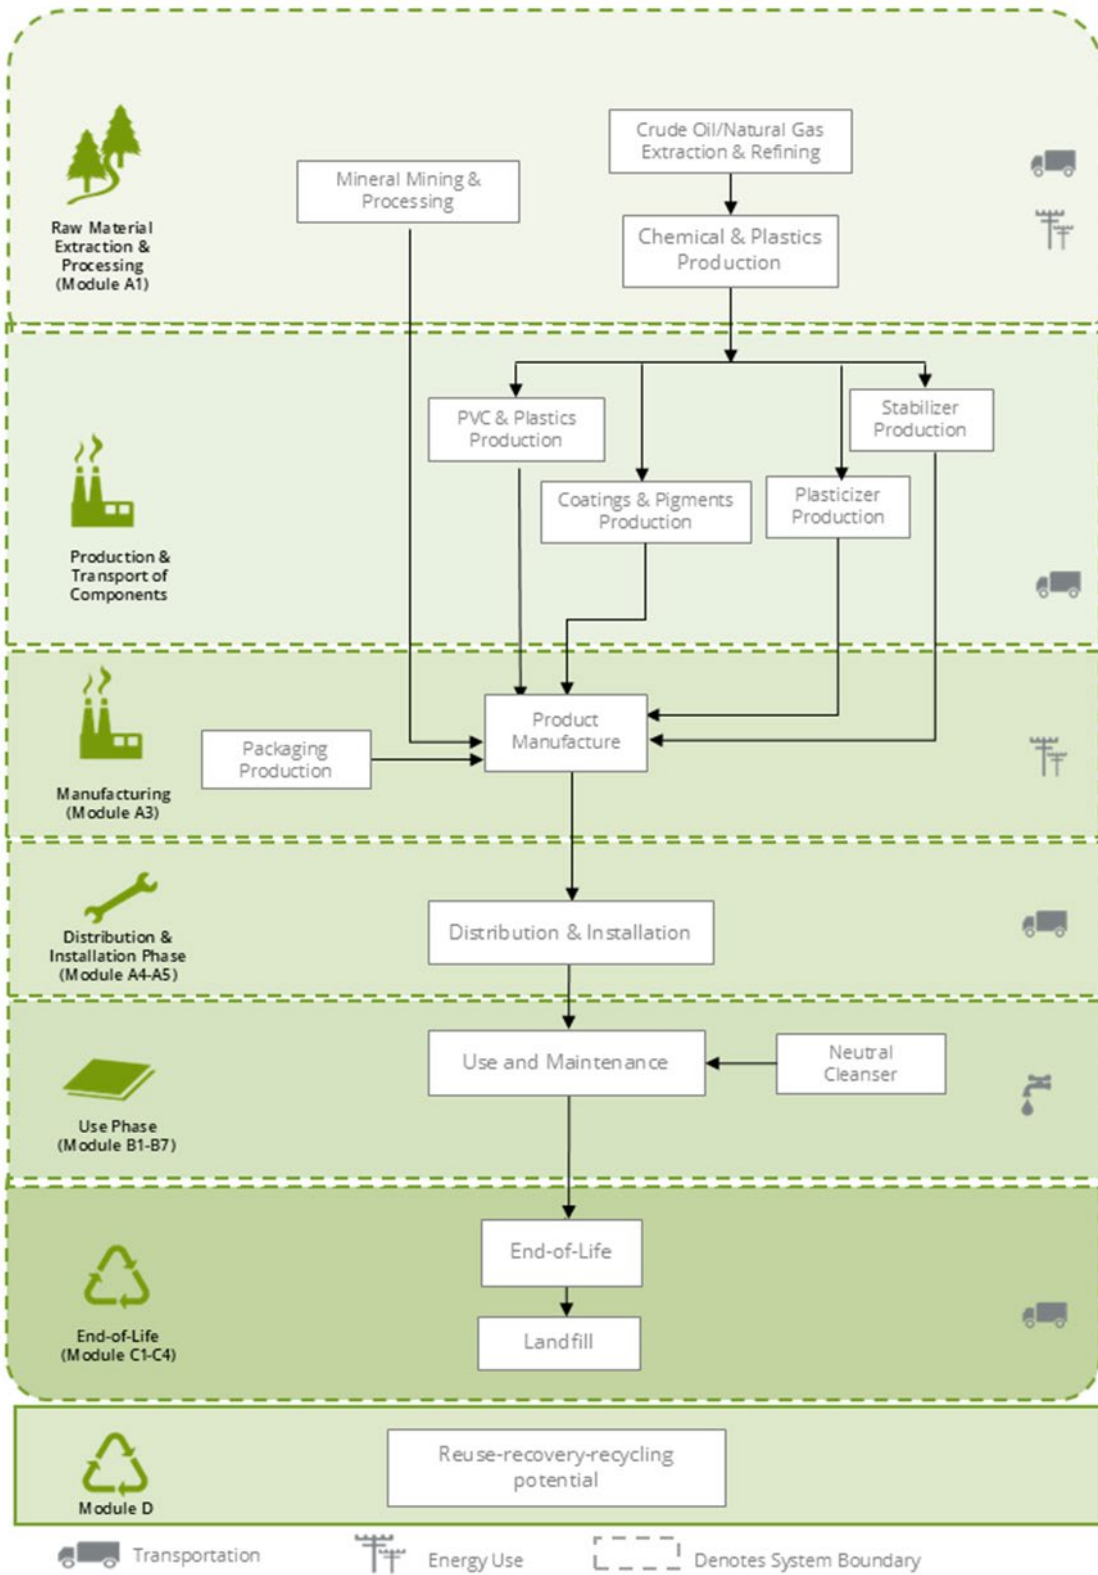 Crude Oil/Natural Gas
Extraction & Refining
Mineral Mining &
Processing
Raw Material
Extraction &
Processing
(Module A1)
Chemical & Plastics
Production
PVC & Plastics
Production
Stabilizer
Production
Coatings & Pigments
Production
Plasticizer
Production
Production &
Transport of
Components
Product
Manufacture
Packaging
Production
Manufacturing
(Module A3)
Distribution & Installation
Distribution &
Installation Phase
(Module A4-A5)
Use and Maintenance
Neutral
Cleanser
Use Phase
(Module B1-B7)
End-of-Life
Landfill
End-of-Life
(Module C1-C4)
Reuse-recovery-recycling
potential
Module D
Transportation
Energy Use
Denotes System Boundary